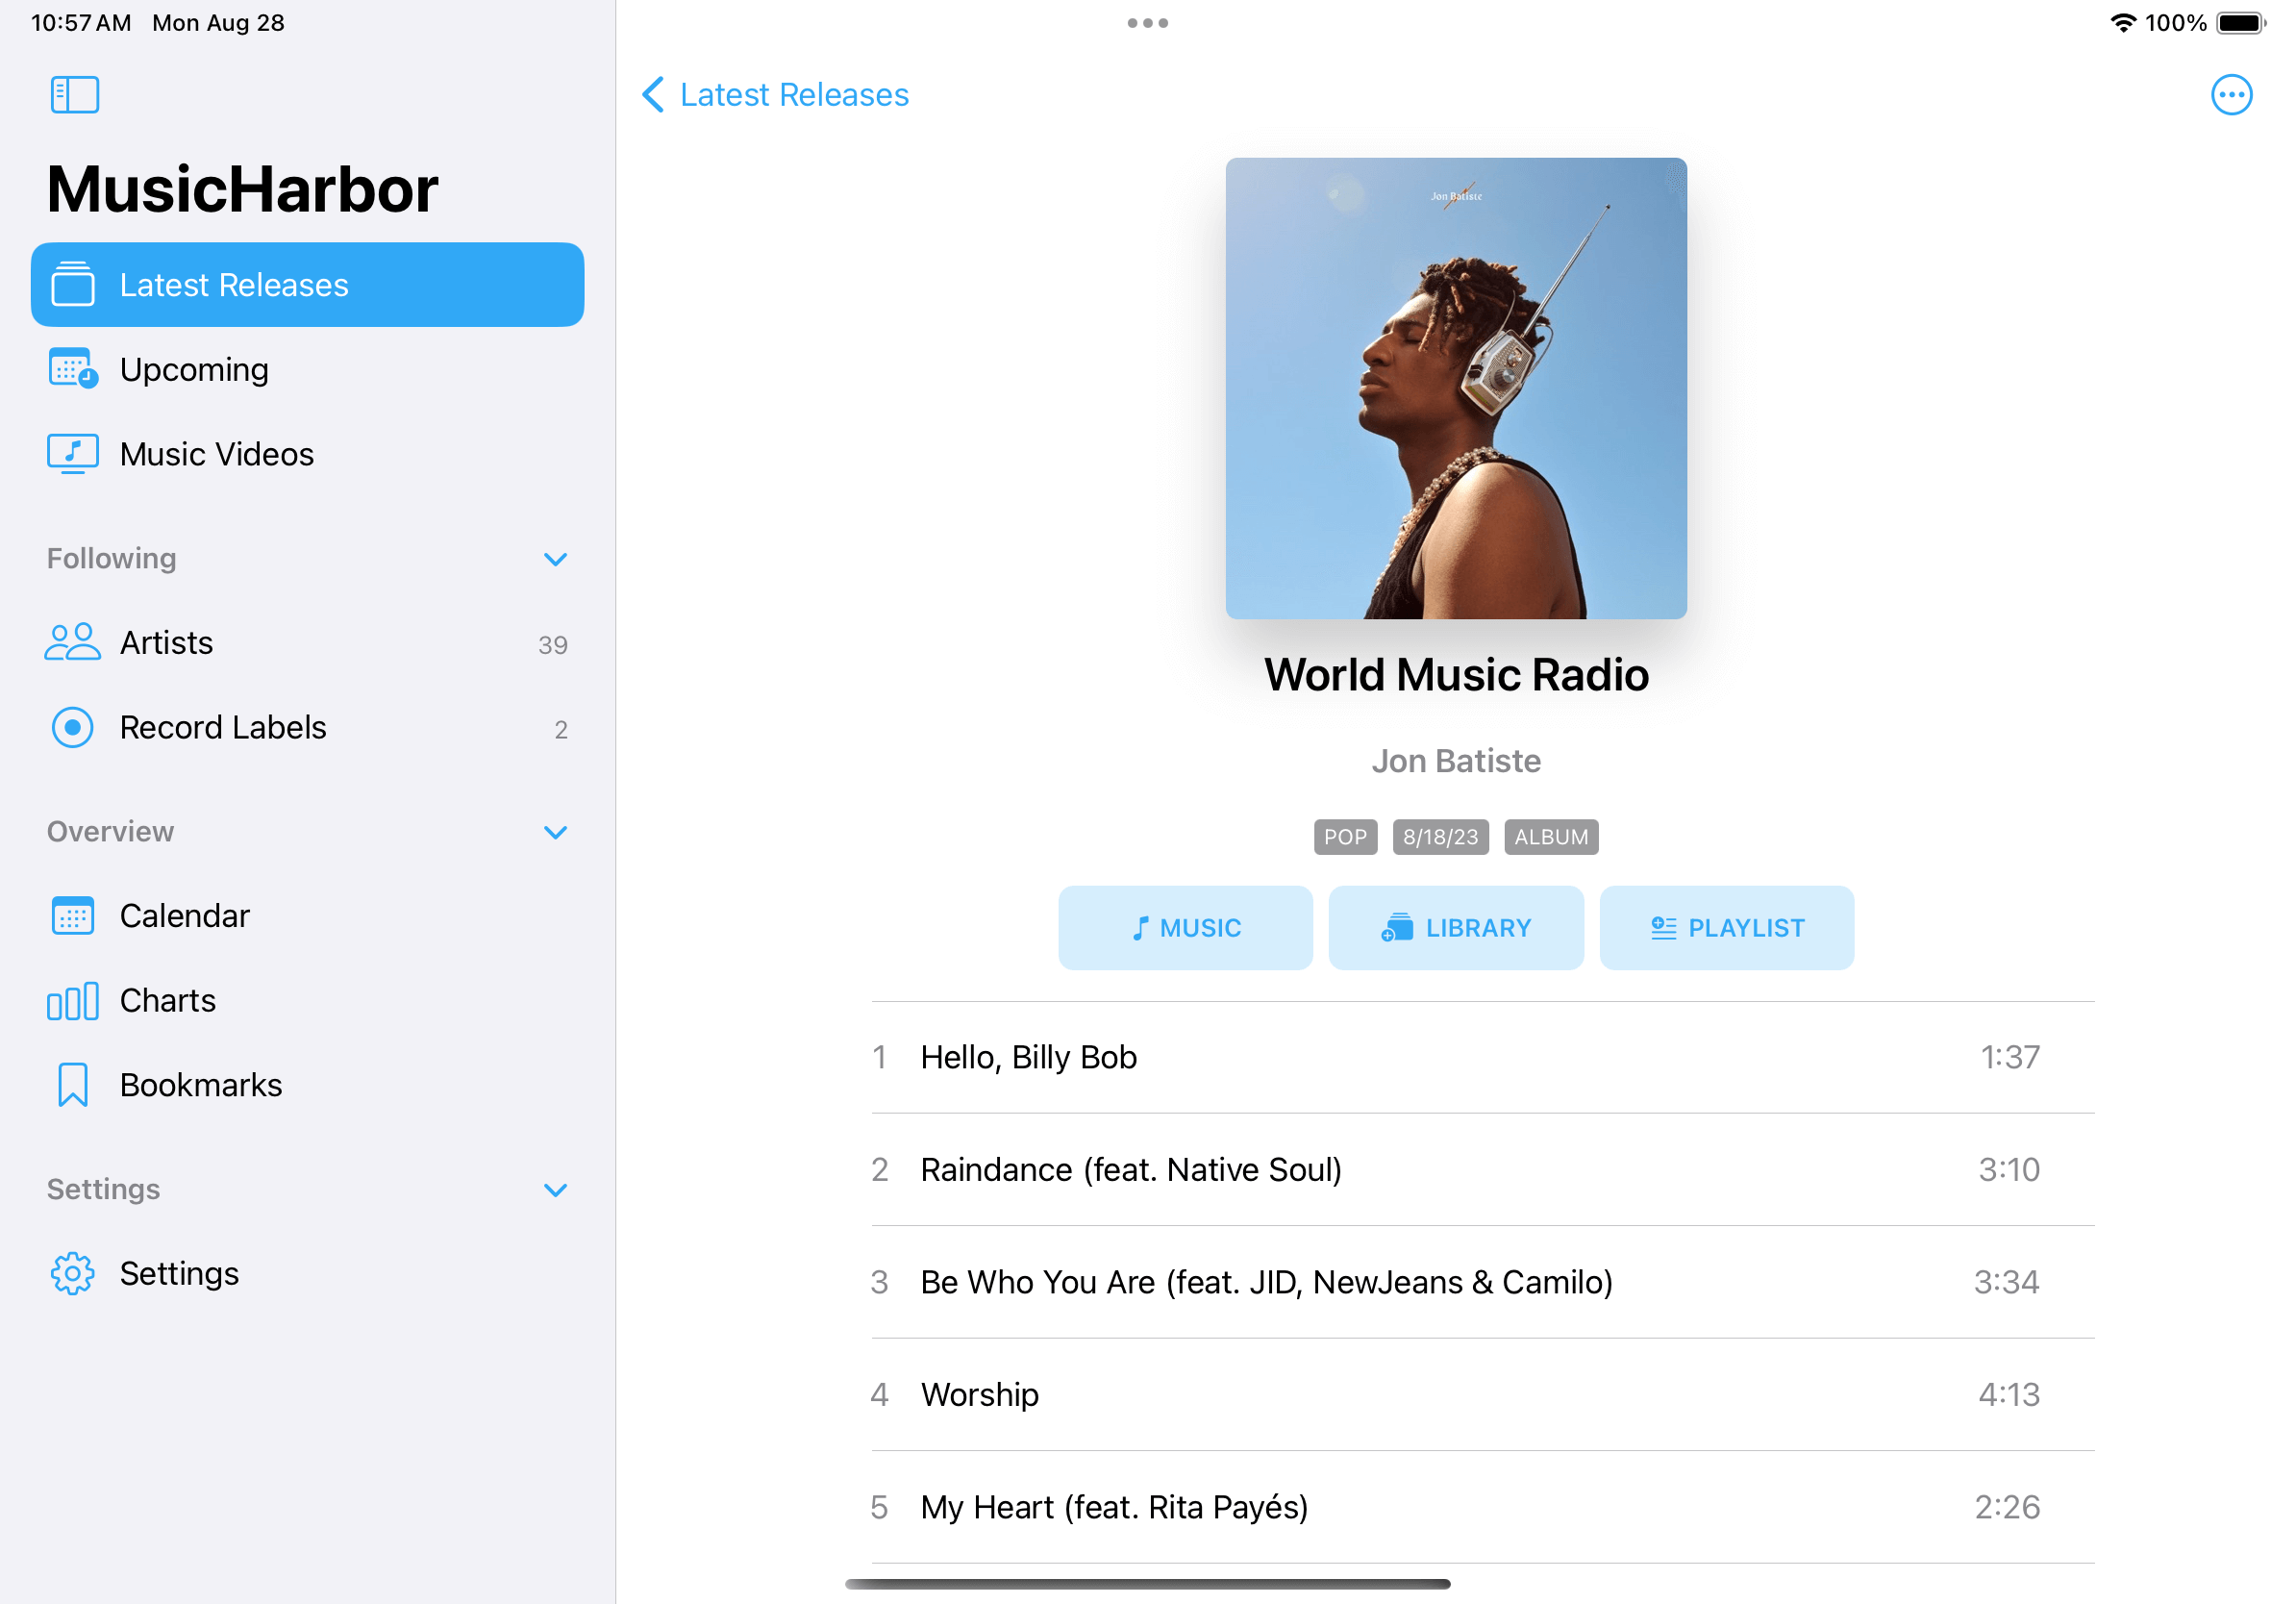 10:57 AM Mon Aug 28
100%
MusicHarbor
Latest Releases
Upcoming
Music Videos
Following
Artists 39
Record Labels 2
Overview
Calendar
Charts
Bookmarks
Settings
Settings
Latest Releases
Jon Batiste
World Music Radio
Jon Batiste
POP 8/18/23 ALBUM
MUSIC LIBRARY PLAYLIST
1 Hello, Billy Bob 1:37
2 Raindance (feat. Native Soul) 3:10
3 Be Who You Are (feat. JID, NewJeans & Camilo) 3:34
4 Worship 4:13
5 My Heart (feat. Rita Payés) 2:26